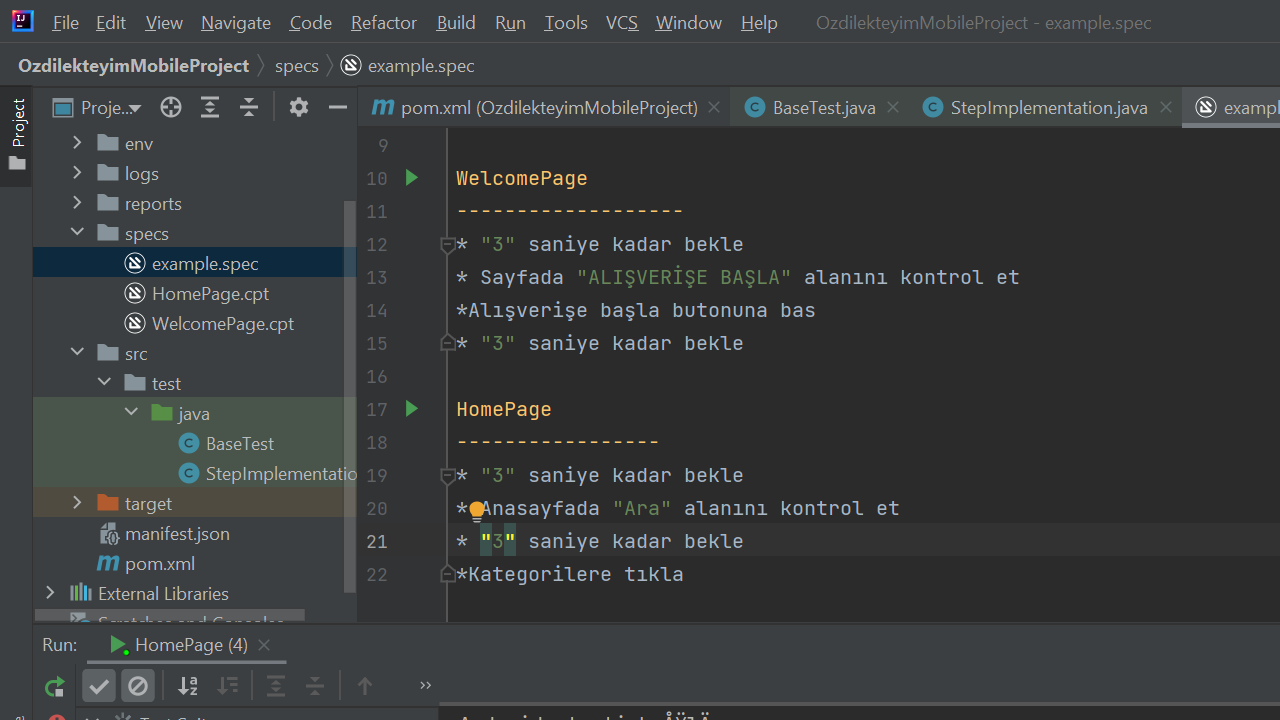 File Edit View Navigate Code Refactor Build Run Tools VCS Window Help OzdilekteyimMobileProject - example.spec
OzdilekteyimMobileProject specs example.spec
Project
Proje...
pom.xml (OzdilekteyimMobileProject) BaseTest.java StepImplementation.java exampl
env
logs
reports
specs
example.spec
HomePage.cpt
WelcomePage.cpt
src
test
java
BaseTest
StepImplementatio
target
manifest.json
pom.xml
External Libraries
Scratches and Consoles
9
10 WelcomePage
11 -------------------
12 * "3" saniye kadar bekle
13 * Sayfada "ALIŞVERİŞE BAŞLA" alanını kontrol et
14 *Alışverişe başla butonuna bas
15 * "3" saniye kadar bekle
16
17 HomePage
18 -----------------
19 * "3" saniye kadar bekle
20 * Anasayfada "Ara" alanını kontrol et
21 * "3" saniye kadar bekle
22 *Kategorilere tıkla
Run: HomePage (4)